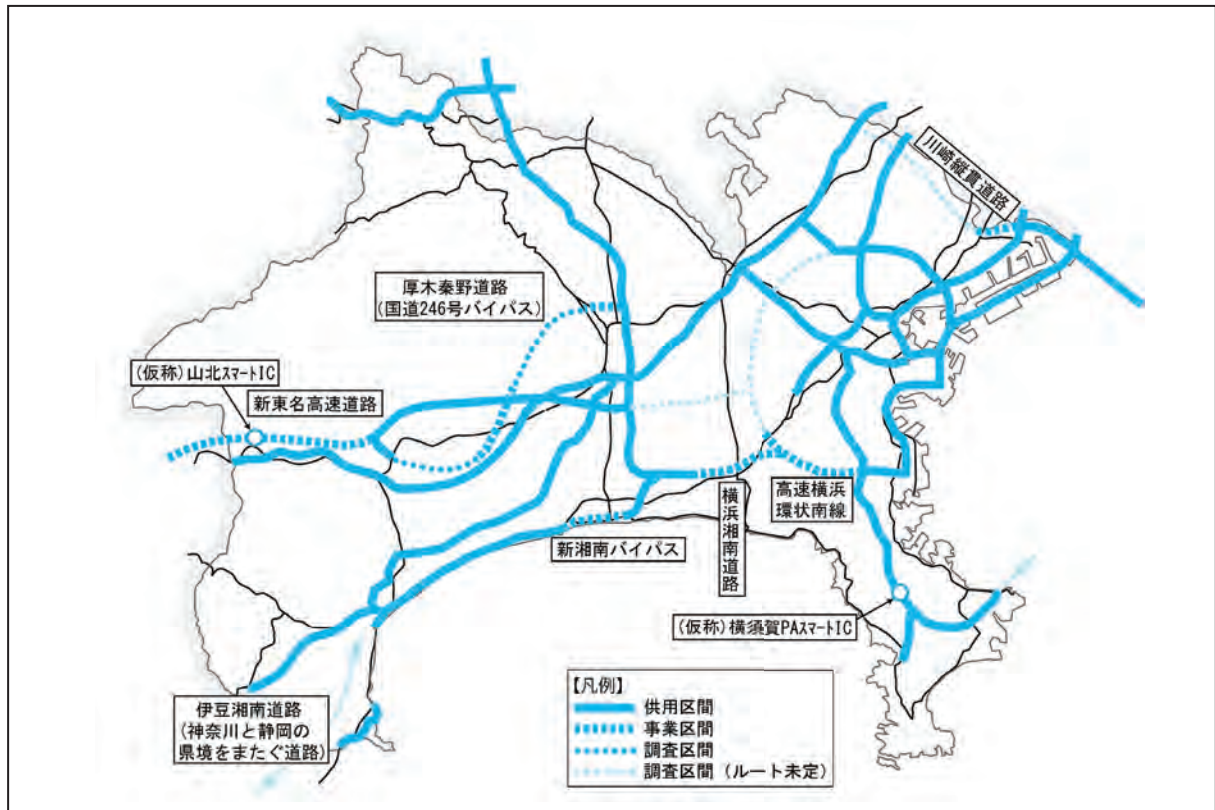 川崎縦貫道路
厚木秦野道路
(国道246号バイパス)
(仮称)山北スマートIC
新東名高速道路
高速横浜
環状南線
横浜湘南道路
新湘南バイパス
(仮称)横須賀PAスマートIC
伊豆湘南道路
(神奈川と静岡の
県境をまたぐ道路)
【凡例】
供用区間
事業区間
調査区間
調査区間(ルート未定)